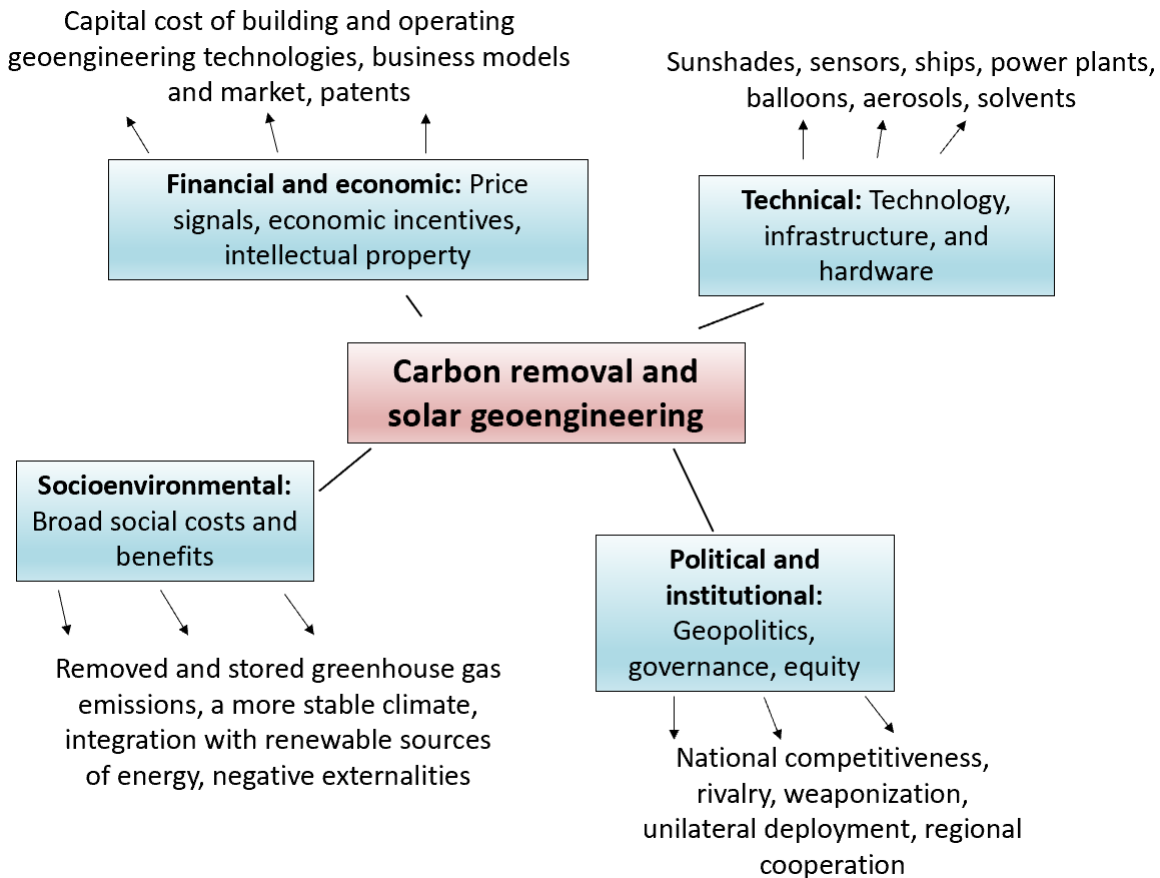 Capital cost of building and operating
geoengineering technologies, business models
and market, patents
Sunshades, sensors, ships, power plants,
balloons, aerosols, solvents
Financial and economic: Price
signals, economic incentives,
intellectual property
Technical: Technology,
infrastructure, and
hardware
Carbon removal and
solar geoengineering
Socioenvironmental:
Broad social costs and
benefits
Political and
institutional:
Geopolitics,
governance, equity
Removed and stored greenhouse gas
emissions, a more stable climate,
integration with renewable sources
of energy, negative externalities
National competitiveness,
rivalry, weaponization,
unilateral deployment, regional
cooperation